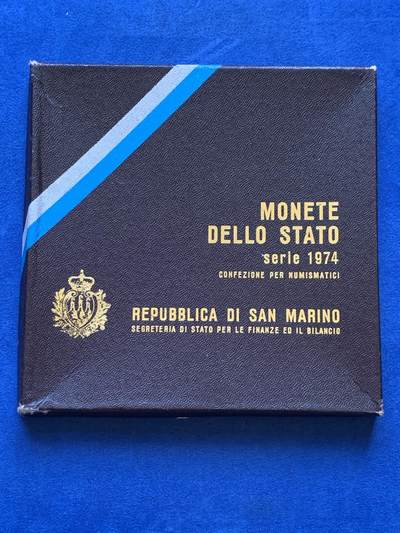 MONETE
DELLO STATO
serie 1974
CONFEZIONE PER NUMISMATICI
REPUBBLICA DI SAN MARINO
SEGRETERIA DI STATO PER LE FINANZE ED IL BILANCIO